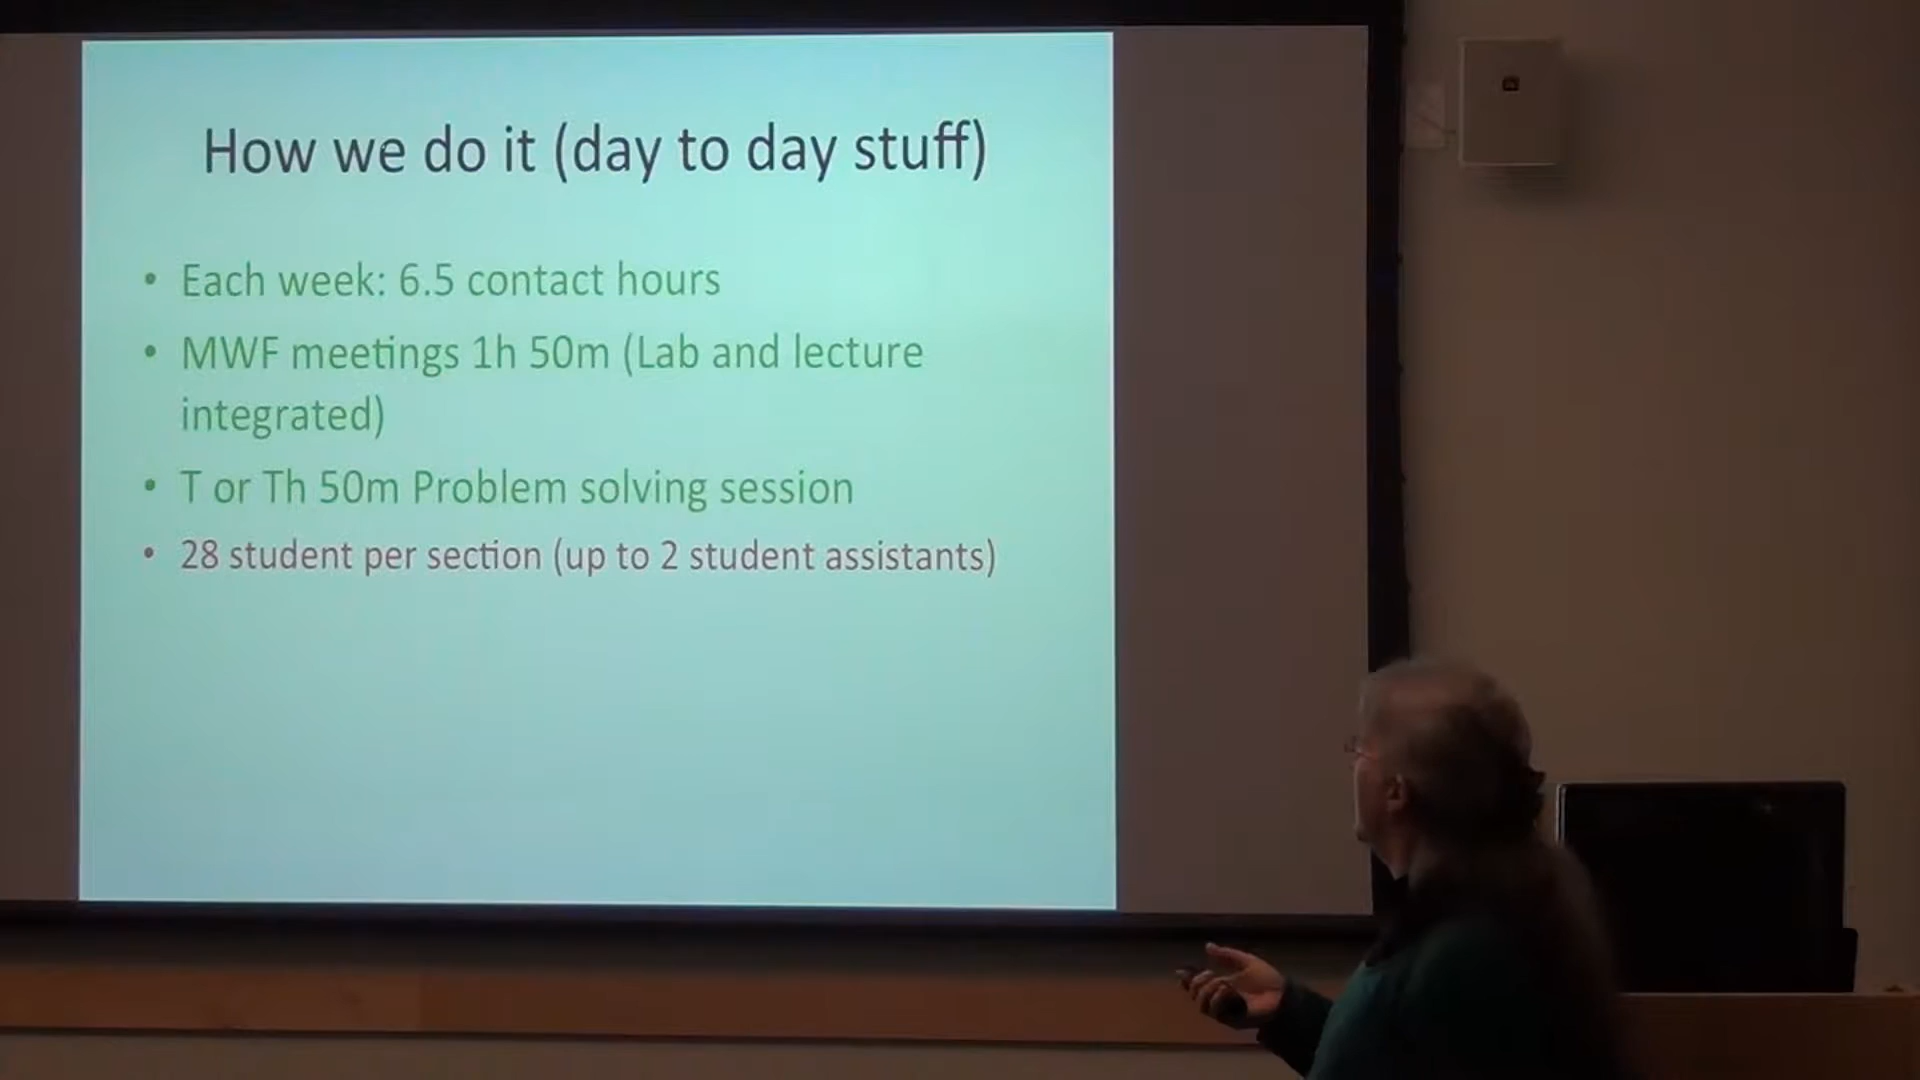 How we do it (day to day stuff)
• Each week: 6.5 contact hours
• MWF meetings 1h 50m (Lab and lecture
integrated)
• T or Th 50m Problem solving session
• 28 student per section (up to 2 student assistants)